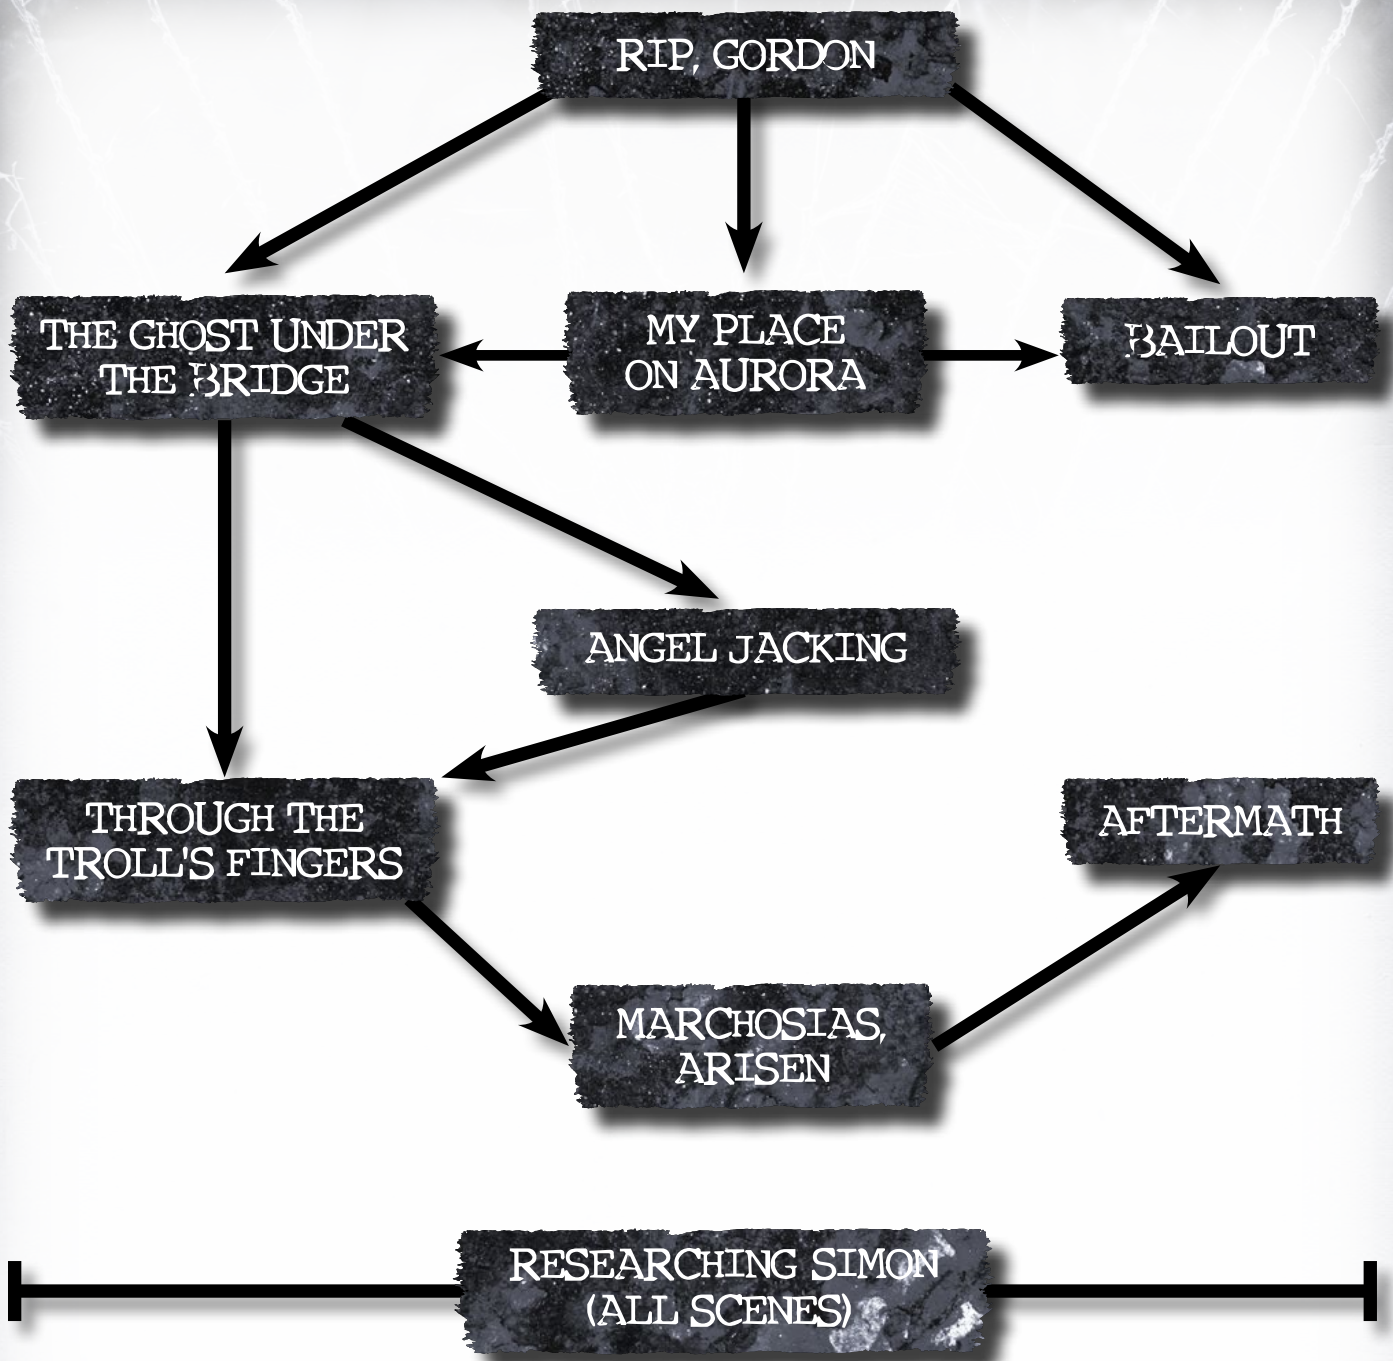 RIP, GORDON
THE GHOST UNDER
THE BRIDGE
MY PLACE
ON AURORA
BAILOUT
ANGEL JACKING
THROUGH THE
TROLL'S FINGERS
AFTERMATH
MARCHOSIAS,
ARISEN
RESEARCHING SIMON
(ALL SCENES)